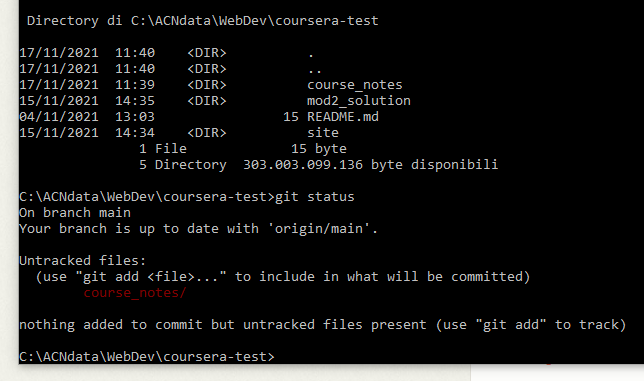 Directory di C:\ACNdata\WebDev\coursera-test
17/11/2021  11:40    <DIR>          .
17/11/2021  11:40    <DIR>          ..
17/11/2021  11:39    <DIR>          course_notes
15/11/2021  14:35    <DIR>          mod2_solution
04/11/2021  13:03                15 README.md
15/11/2021  14:34    <DIR>          site
               1 File             15 byte
               5 Directory  303.003.099.136 byte disponibili
C:\ACNdata\WebDev\coursera-test>git status
On branch main
Your branch is up to date with 'origin/main'.
Untracked files:
  (use "git add <file>..." to include in what will be committed)
        course_notes/
nothing added to commit but untracked files present (use "git add" to track)
C:\ACNdata\WebDev\coursera-test>